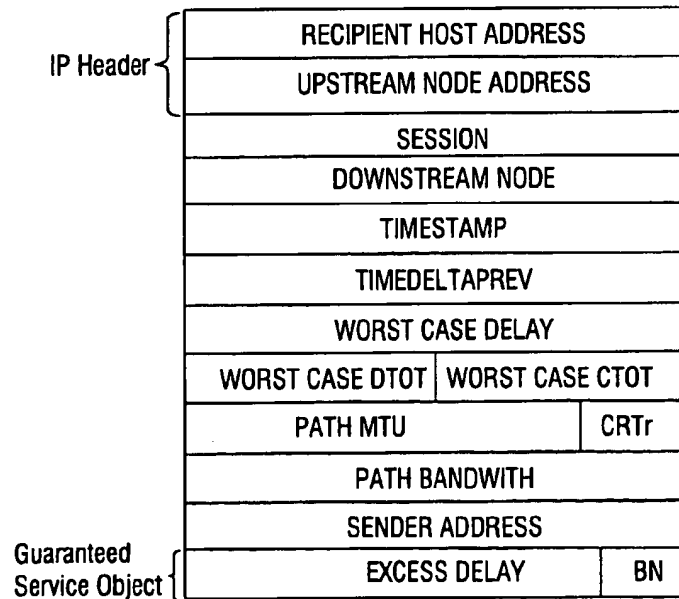 RECIPIENT HOST ADDRESS
IP Header
UPSTREAM NODE ADDRESS
SESSION
DOWNSTREAM NODE
TIMESTAMP
TIMEDELTAPREV
WORST CASE DELAY
WORST CASE DTOT WORST CASE CTOT
PATH MTU CRTr
PATH BANDWITH
SENDER ADDRESS
Guaranteed
Service Object
EXCESS DELAY BN